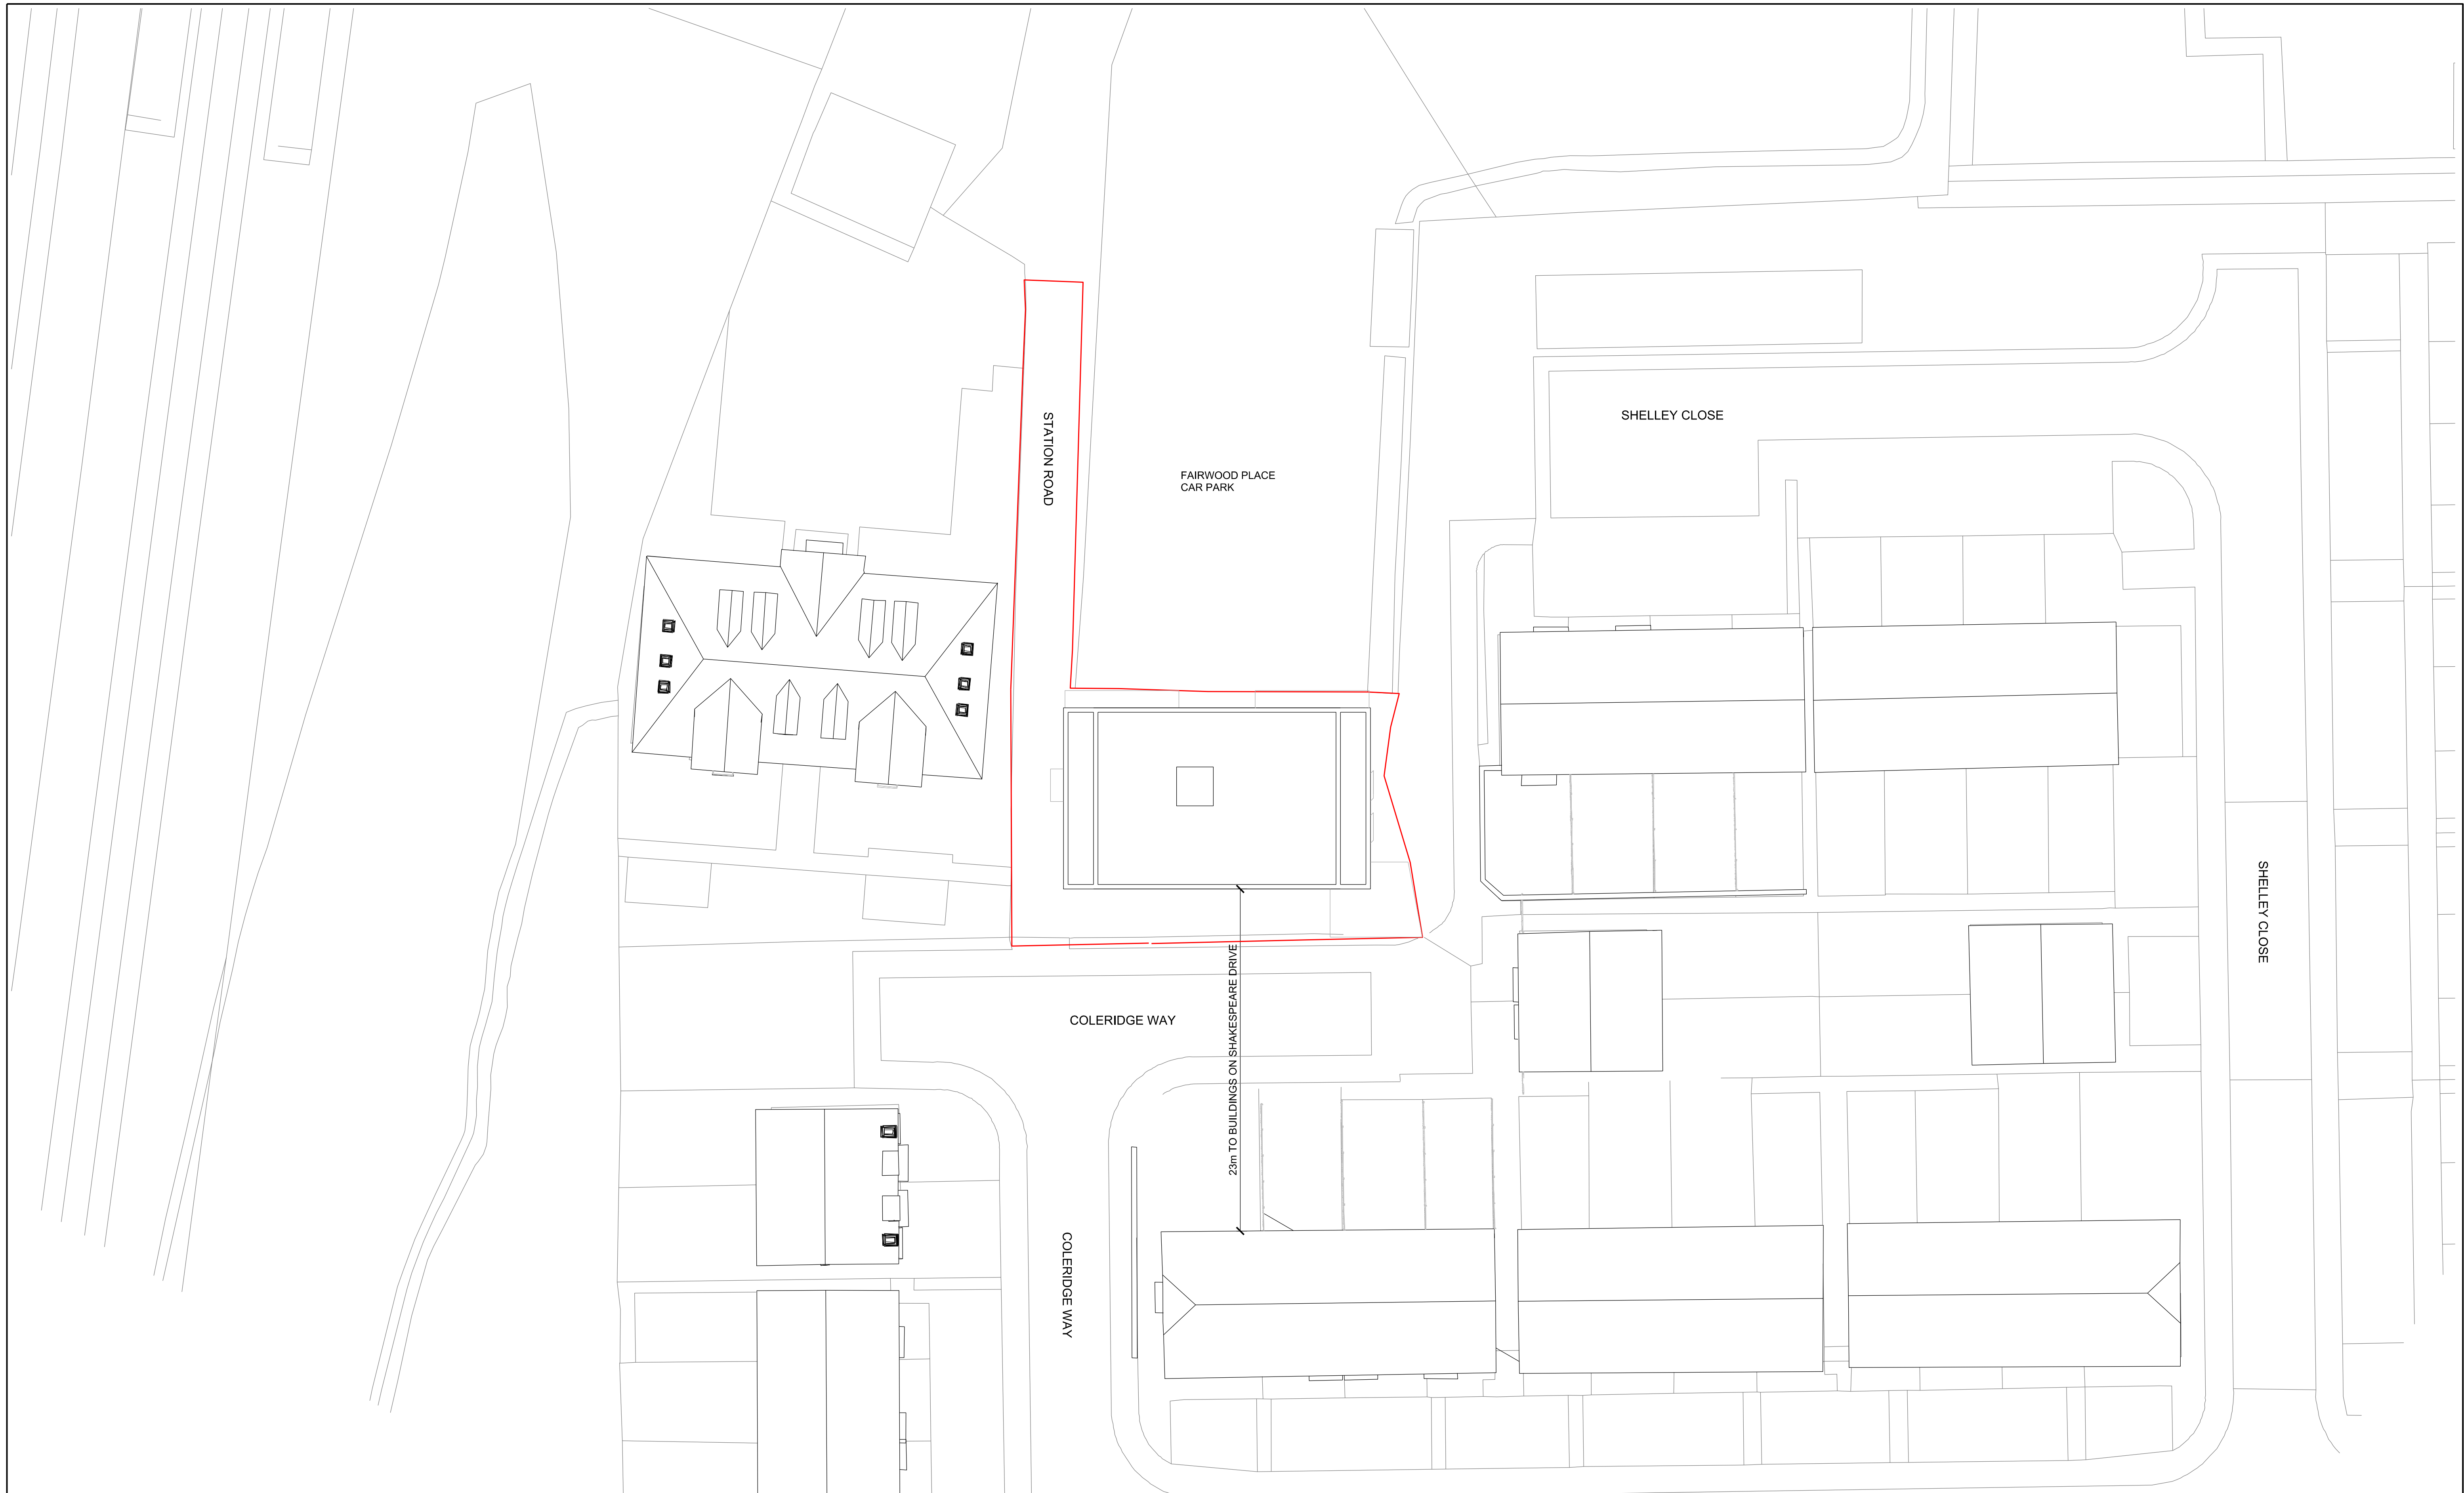 STATION ROAD
SHELLEY CLOSE
FAIRWOOD PLACE
CAR PARK
SHELLEY CLOSE
23m TO BUILDINGS ON SHAKESPEARE DRIVE
COLERIDGE WAY
COLERIDGE WAY